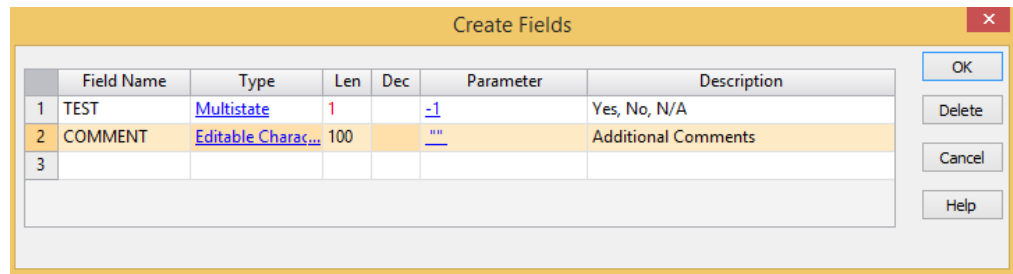 Create Fields
Field Name Type Len Dec Parameter Description
1 TEST Multistate 1 -1 Yes, No, N/A
2 COMMENT Editable Charac... 100 "" Additional Comments
3
OK
Delete
Cancel
Help